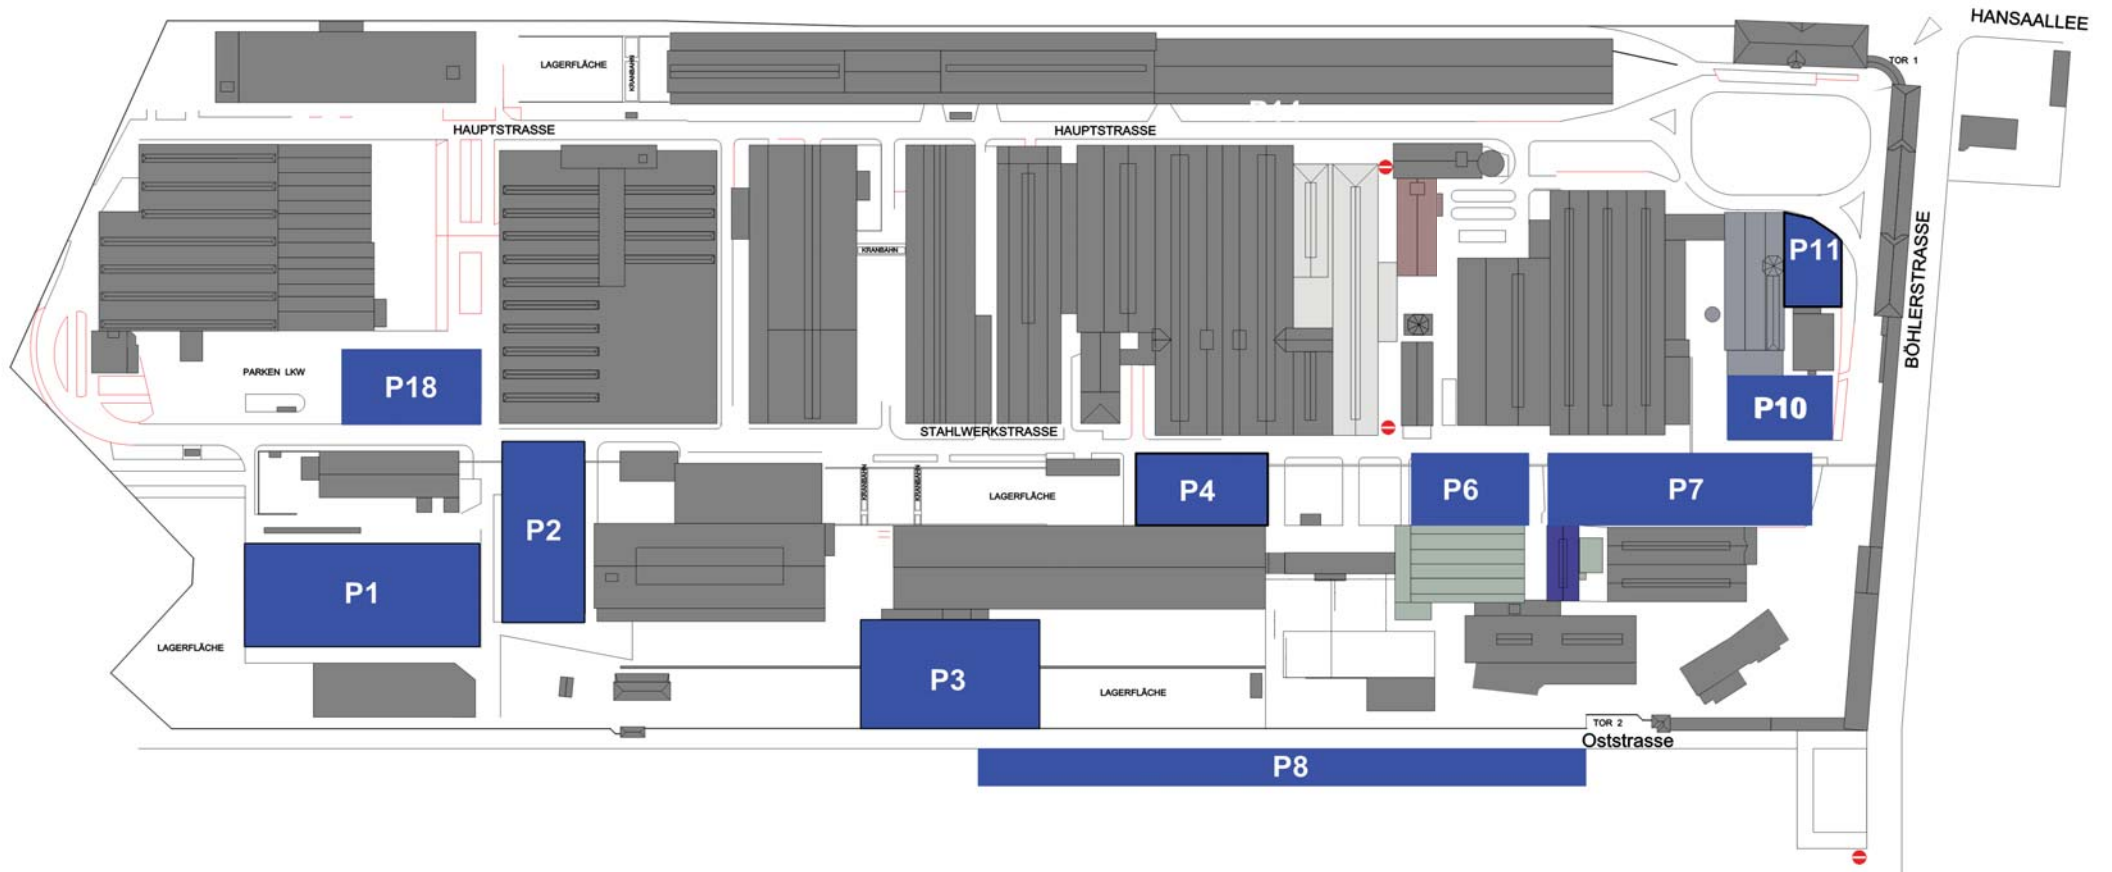 HANSAALLEE
TOR 1
LAGERFLÄCHE
KRANBAHN
HAUPTSTRASSE
HAUPTSTRASSE
P11
KRANBAHN
BÖHLERSTRASSE
PARKEN LKW
P18
P10
STAHLWERKSTRASSE
P2
KRANBAHN
KRANBAHN
LAGERFLÄCHE
P4
P6
P7
P1
LAGERFLÄCHE
P3
LAGERFLÄCHE
TOR 2
Oststrasse
P8